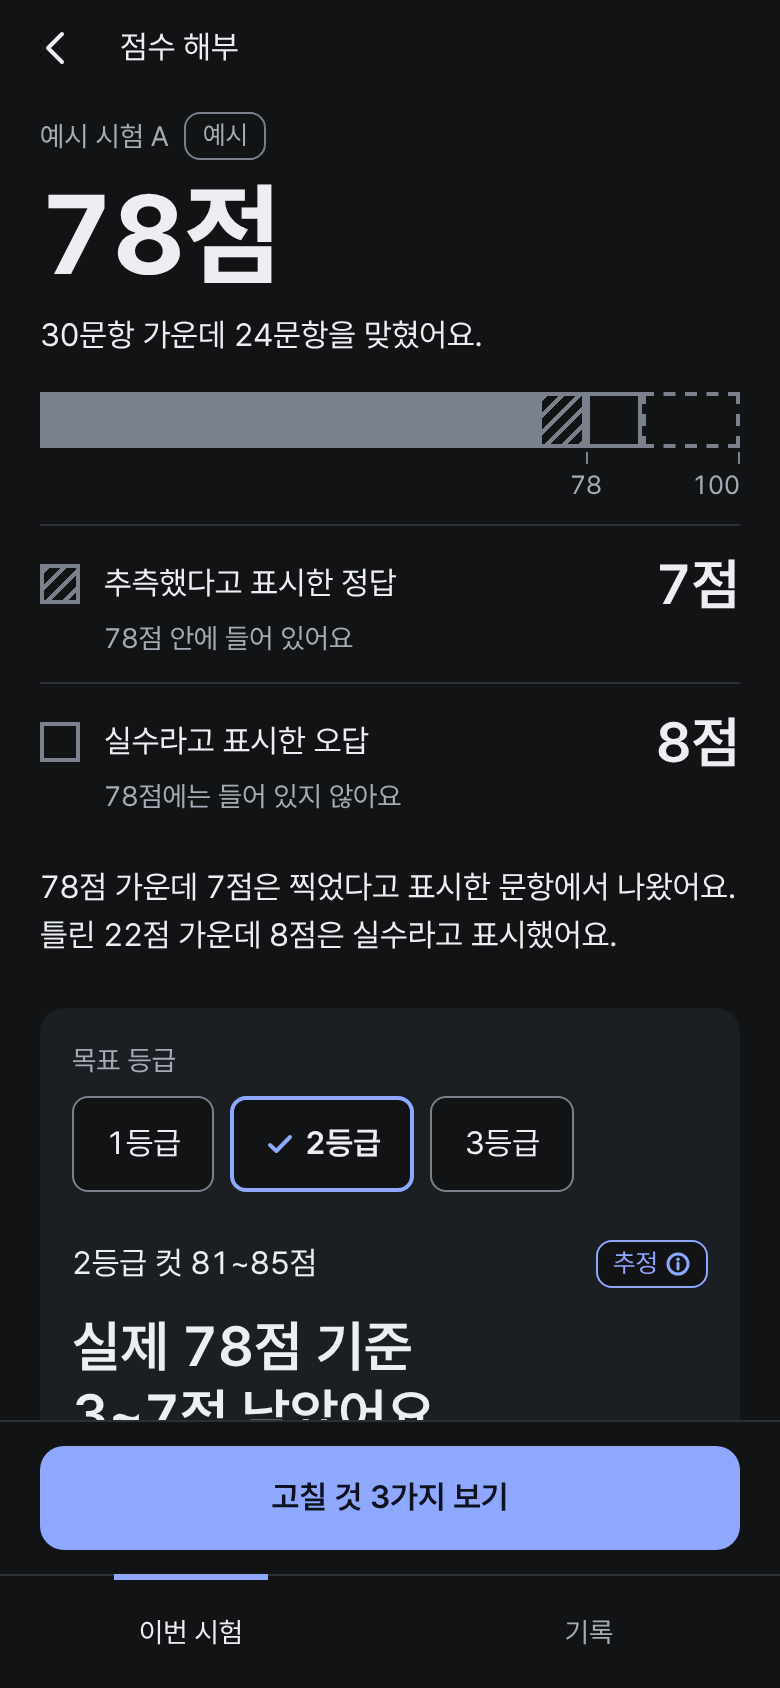 점수 해부
예시 시험 A 예시
78점
30문항 가운데 24문항을 맞혔어요.
78 100
추측했다고 표시한 정답 7점
78점 안에 들어 있어요
실수라고 표시한 오답 8점
78점에는 들어 있지 않아요
78점 가운데 7점은 찍었다고 표시한 문항에서 나왔어요.
틀린 22점 가운데 8점은 실수라고 표시했어요.
목표 등급
1등급 2등급 3등급
2등급 컷 81~85점 추정
실제 78점 기준
3~7점 남았어요
고칠 것 3가지 보기
이번 시험 기록